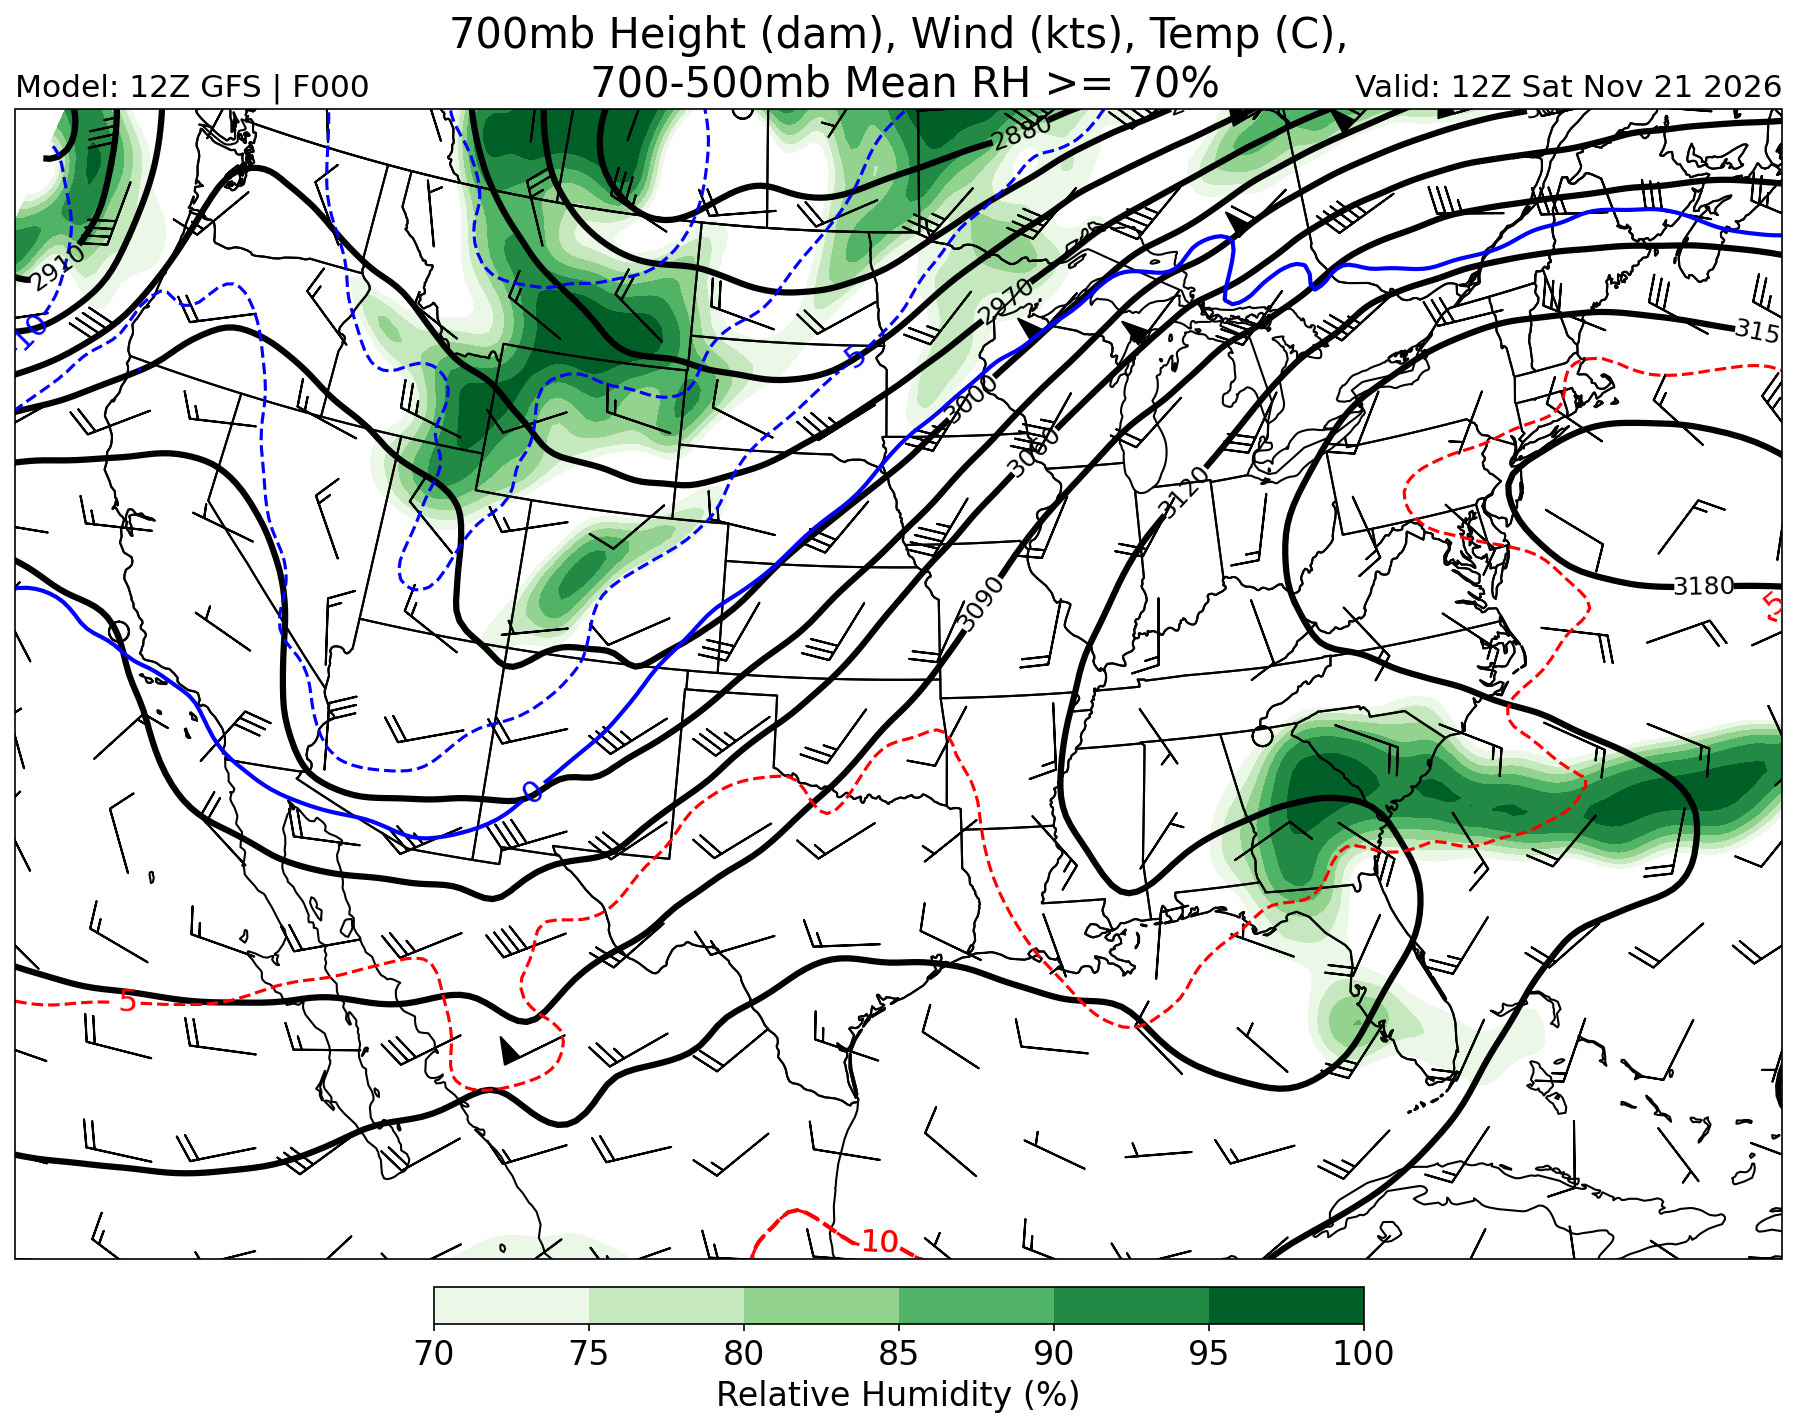 700mb Height (dam), Wind (kts), Temp (C),
700-500mb Mean RH >= 70%
Model: 12Z GFS | F000
Valid: 12Z Sat Nov 21 2026
2880
2910
10
2970
315
5
3000
3060
3120
3090
3180
5
0
5
10
70 75 80 85 90 95 100
Relative Humidity (%)